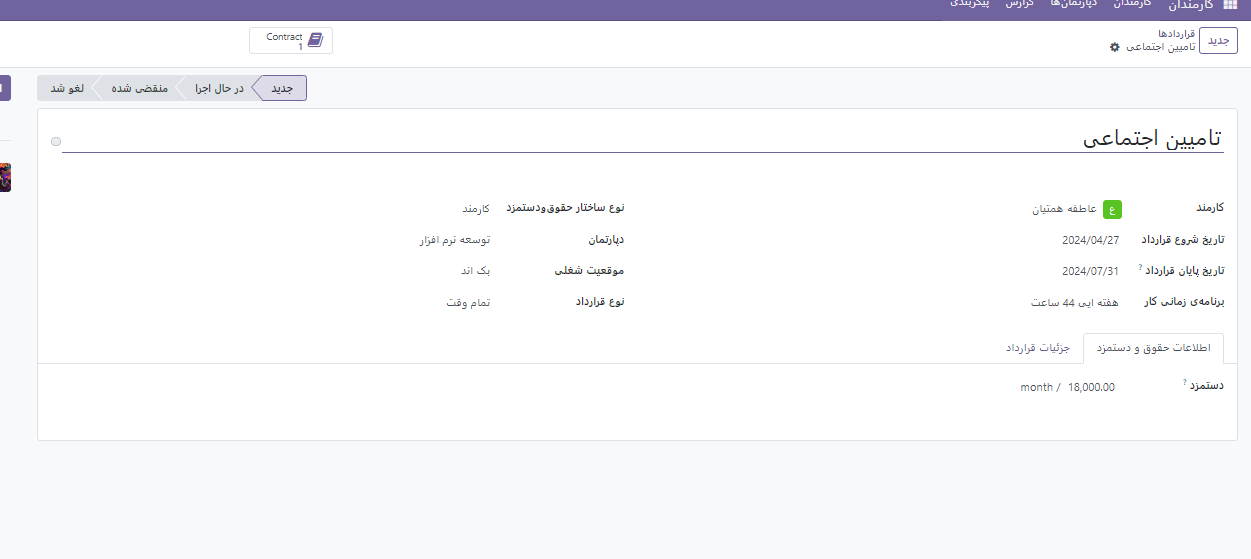 کارمندان کارمندان دپارتمان‌ها گزارش پیکربندی
جدید
قراردادها
تامیین اجتماعی
Contract
1
جدید
در حال اجرا
منقضی شده
لغو شد
تامیین اجتماعی
کارمند ع عاطفه همتیان
نوع ساختار حقوق‌ودستمزد کارمند
تاریخ شروع قرارداد 2024/04/27
دپارتمان توسعه نرم افزار
تاریخ پایان قرارداد ? 2024/07/31
موقعیت شغلی بک اند
برنامه‌ی زمانی کار هفته ایی 44 ساعت
نوع قرارداد تمام وقت
اطلاعات حقوق و دستمزد
جزئیات قرارداد
دستمزد ? 18,000.00 / month